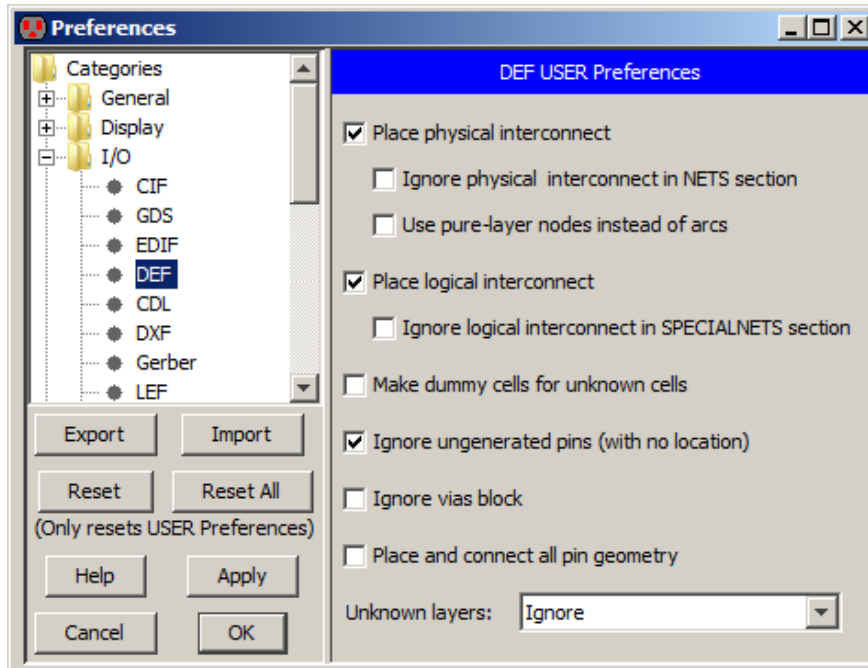 Preferences
Categories
General
Display
I/O
CIF
GDS
EDIF
DEF
CDL
DXF
Gerber
LEF
Export Import
Reset Reset All
(Only resets USER Preferences)
Help Apply
Cancel OK
DEF USER Preferences
Place physical interconnect
Ignore physical interconnect in NETS section
Use pure-layer nodes instead of arcs
Place logical interconnect
Ignore logical interconnect in SPECIALNETS section
Make dummy cells for unknown cells
Ignore ungenerated pins (with no location)
Ignore vias block
Place and connect all pin geometry
Unknown layers: Ignore